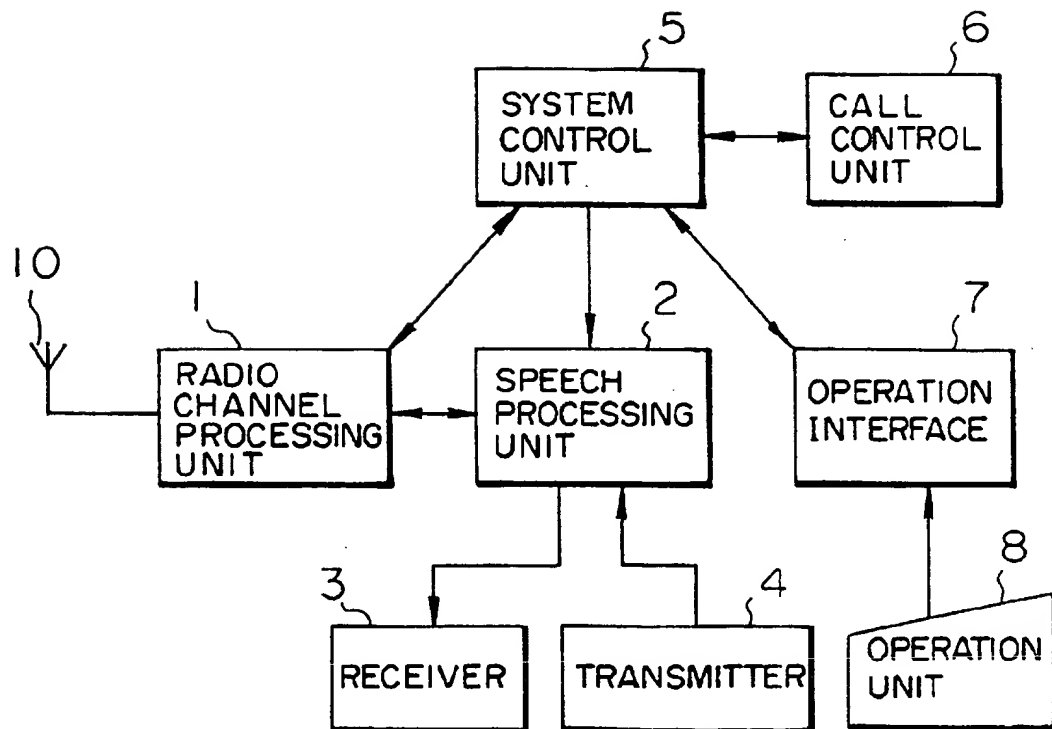 5
6
SYSTEM
CONTROL
UNIT
CALL
CONTROL
UNIT
10
1
2
7
RADIO
CHANNEL
PROCESSING
UNIT
SPEECH
PROCESSING
UNIT
OPERATION
INTERFACE
3
4
8
RECEIVER
TRANSMITTER
OPERATION
UNIT